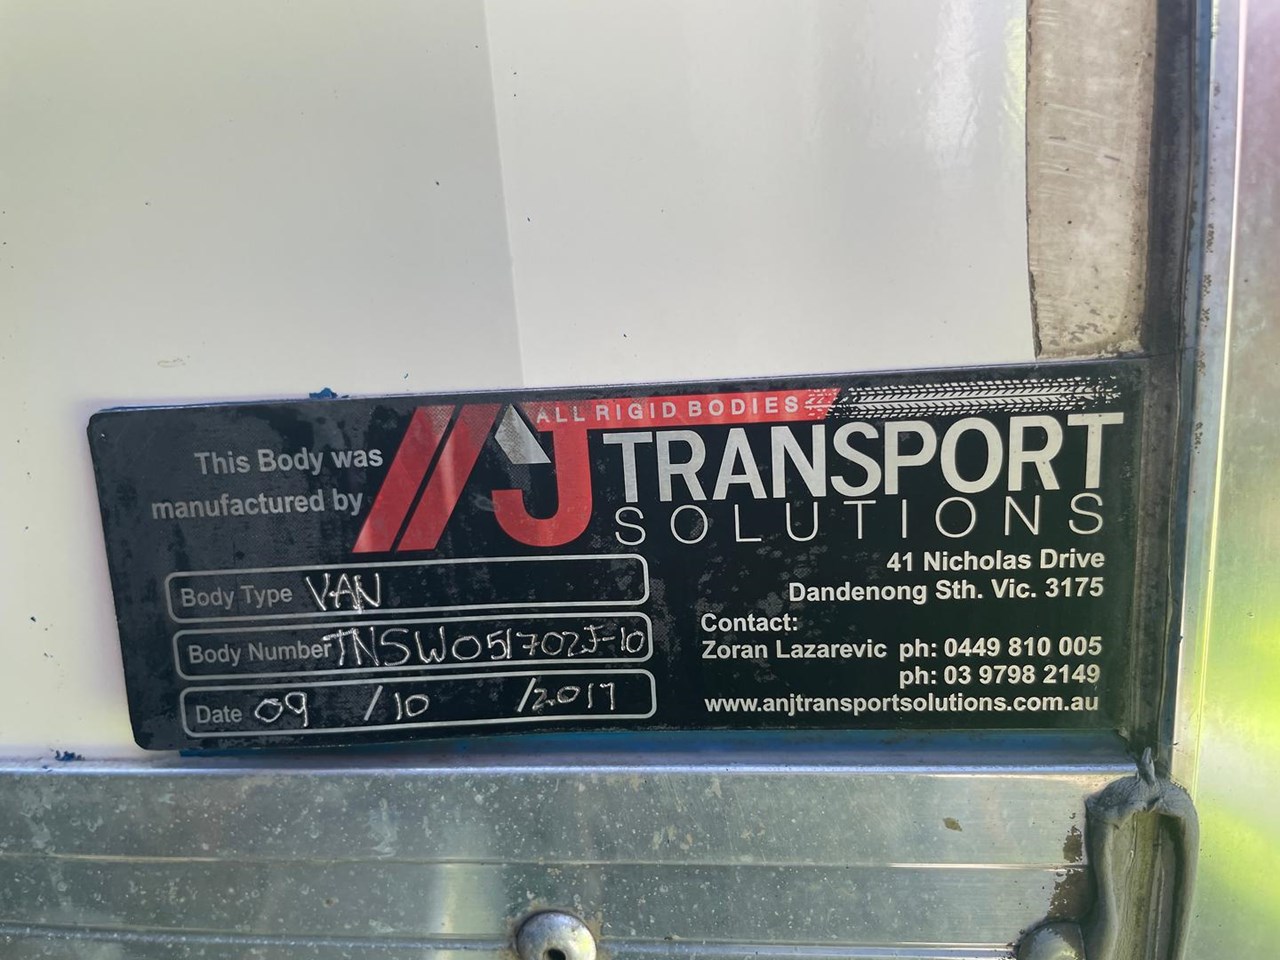 This Body was
manufactured by
ALL RIGID BODIES
AJ TRANSPORT
SOLUTIONS
41 Nicholas Drive
Dandenong Sth. Vic. 3175
Contact:
Zoran Lazarevic ph: 0449 810 005
ph: 03 9798 2149
www.anjtransportsolutions.com.au
Body Type VAN
Body Number TNSW051702J-10
Date 09 /10 /2017